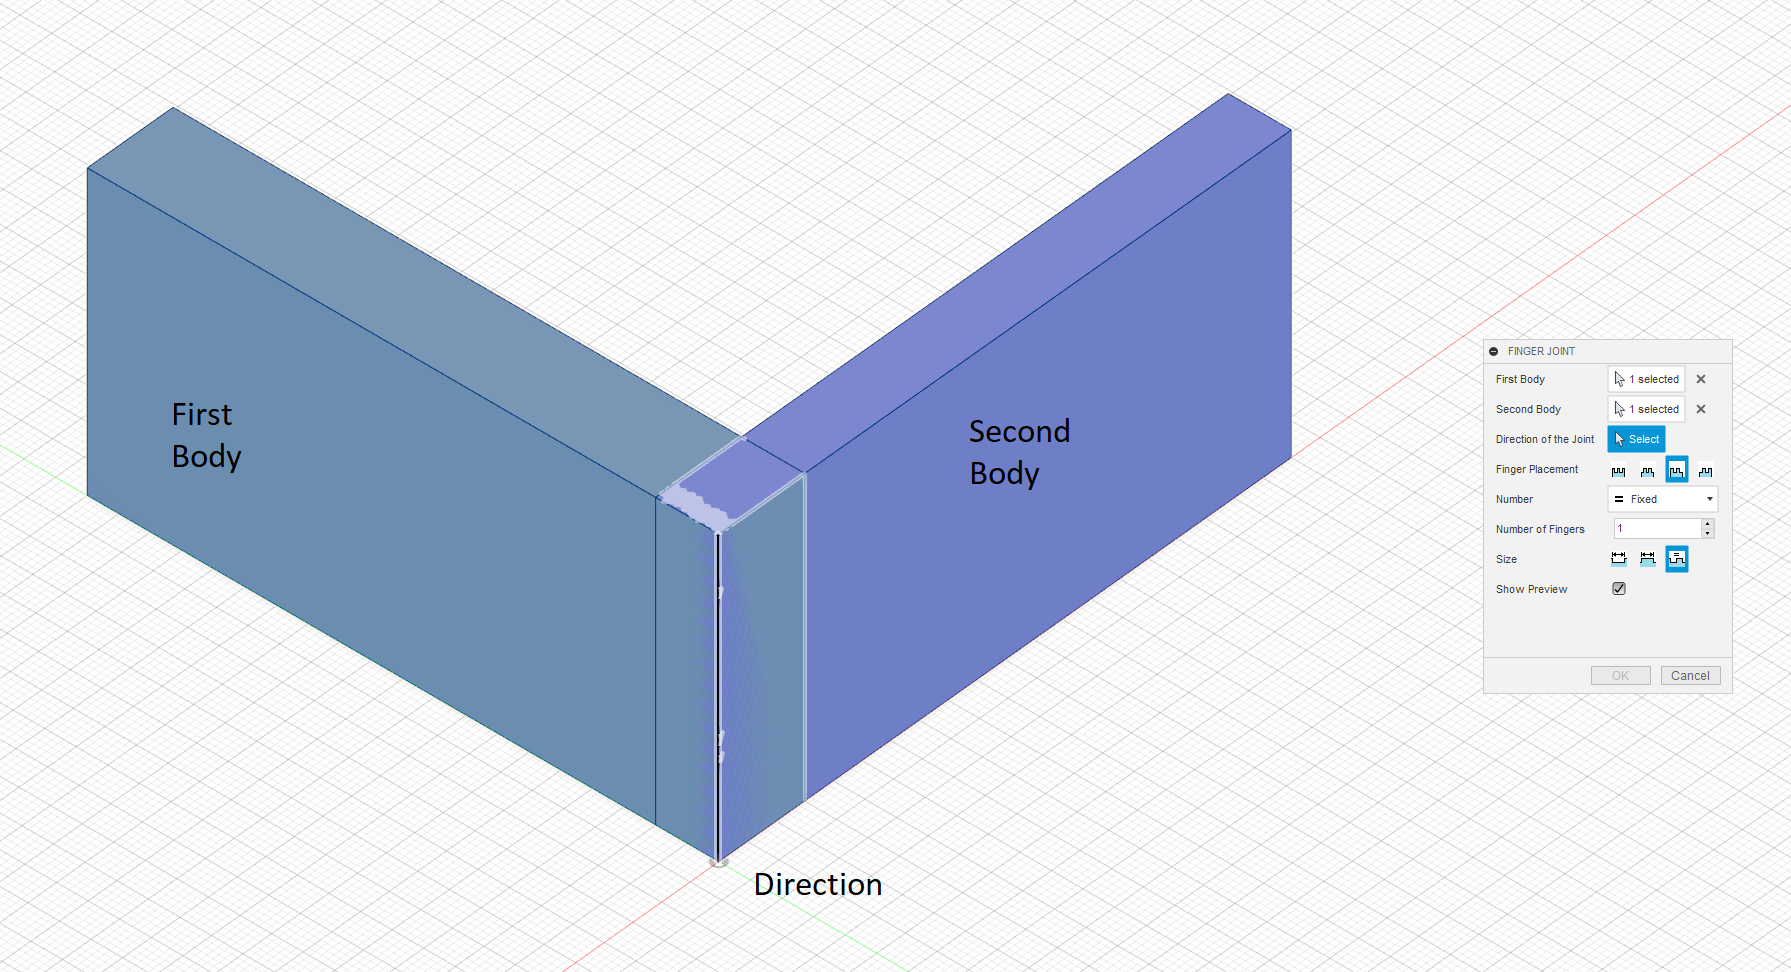 First
Body
Second
Body
Direction
FINGER JOINT
First Body 1 selected
Second Body 1 selected
Direction of the Joint Select
Finger Placement
Number Fixed
Number of Fingers 1
Size
Show Preview
OK Cancel